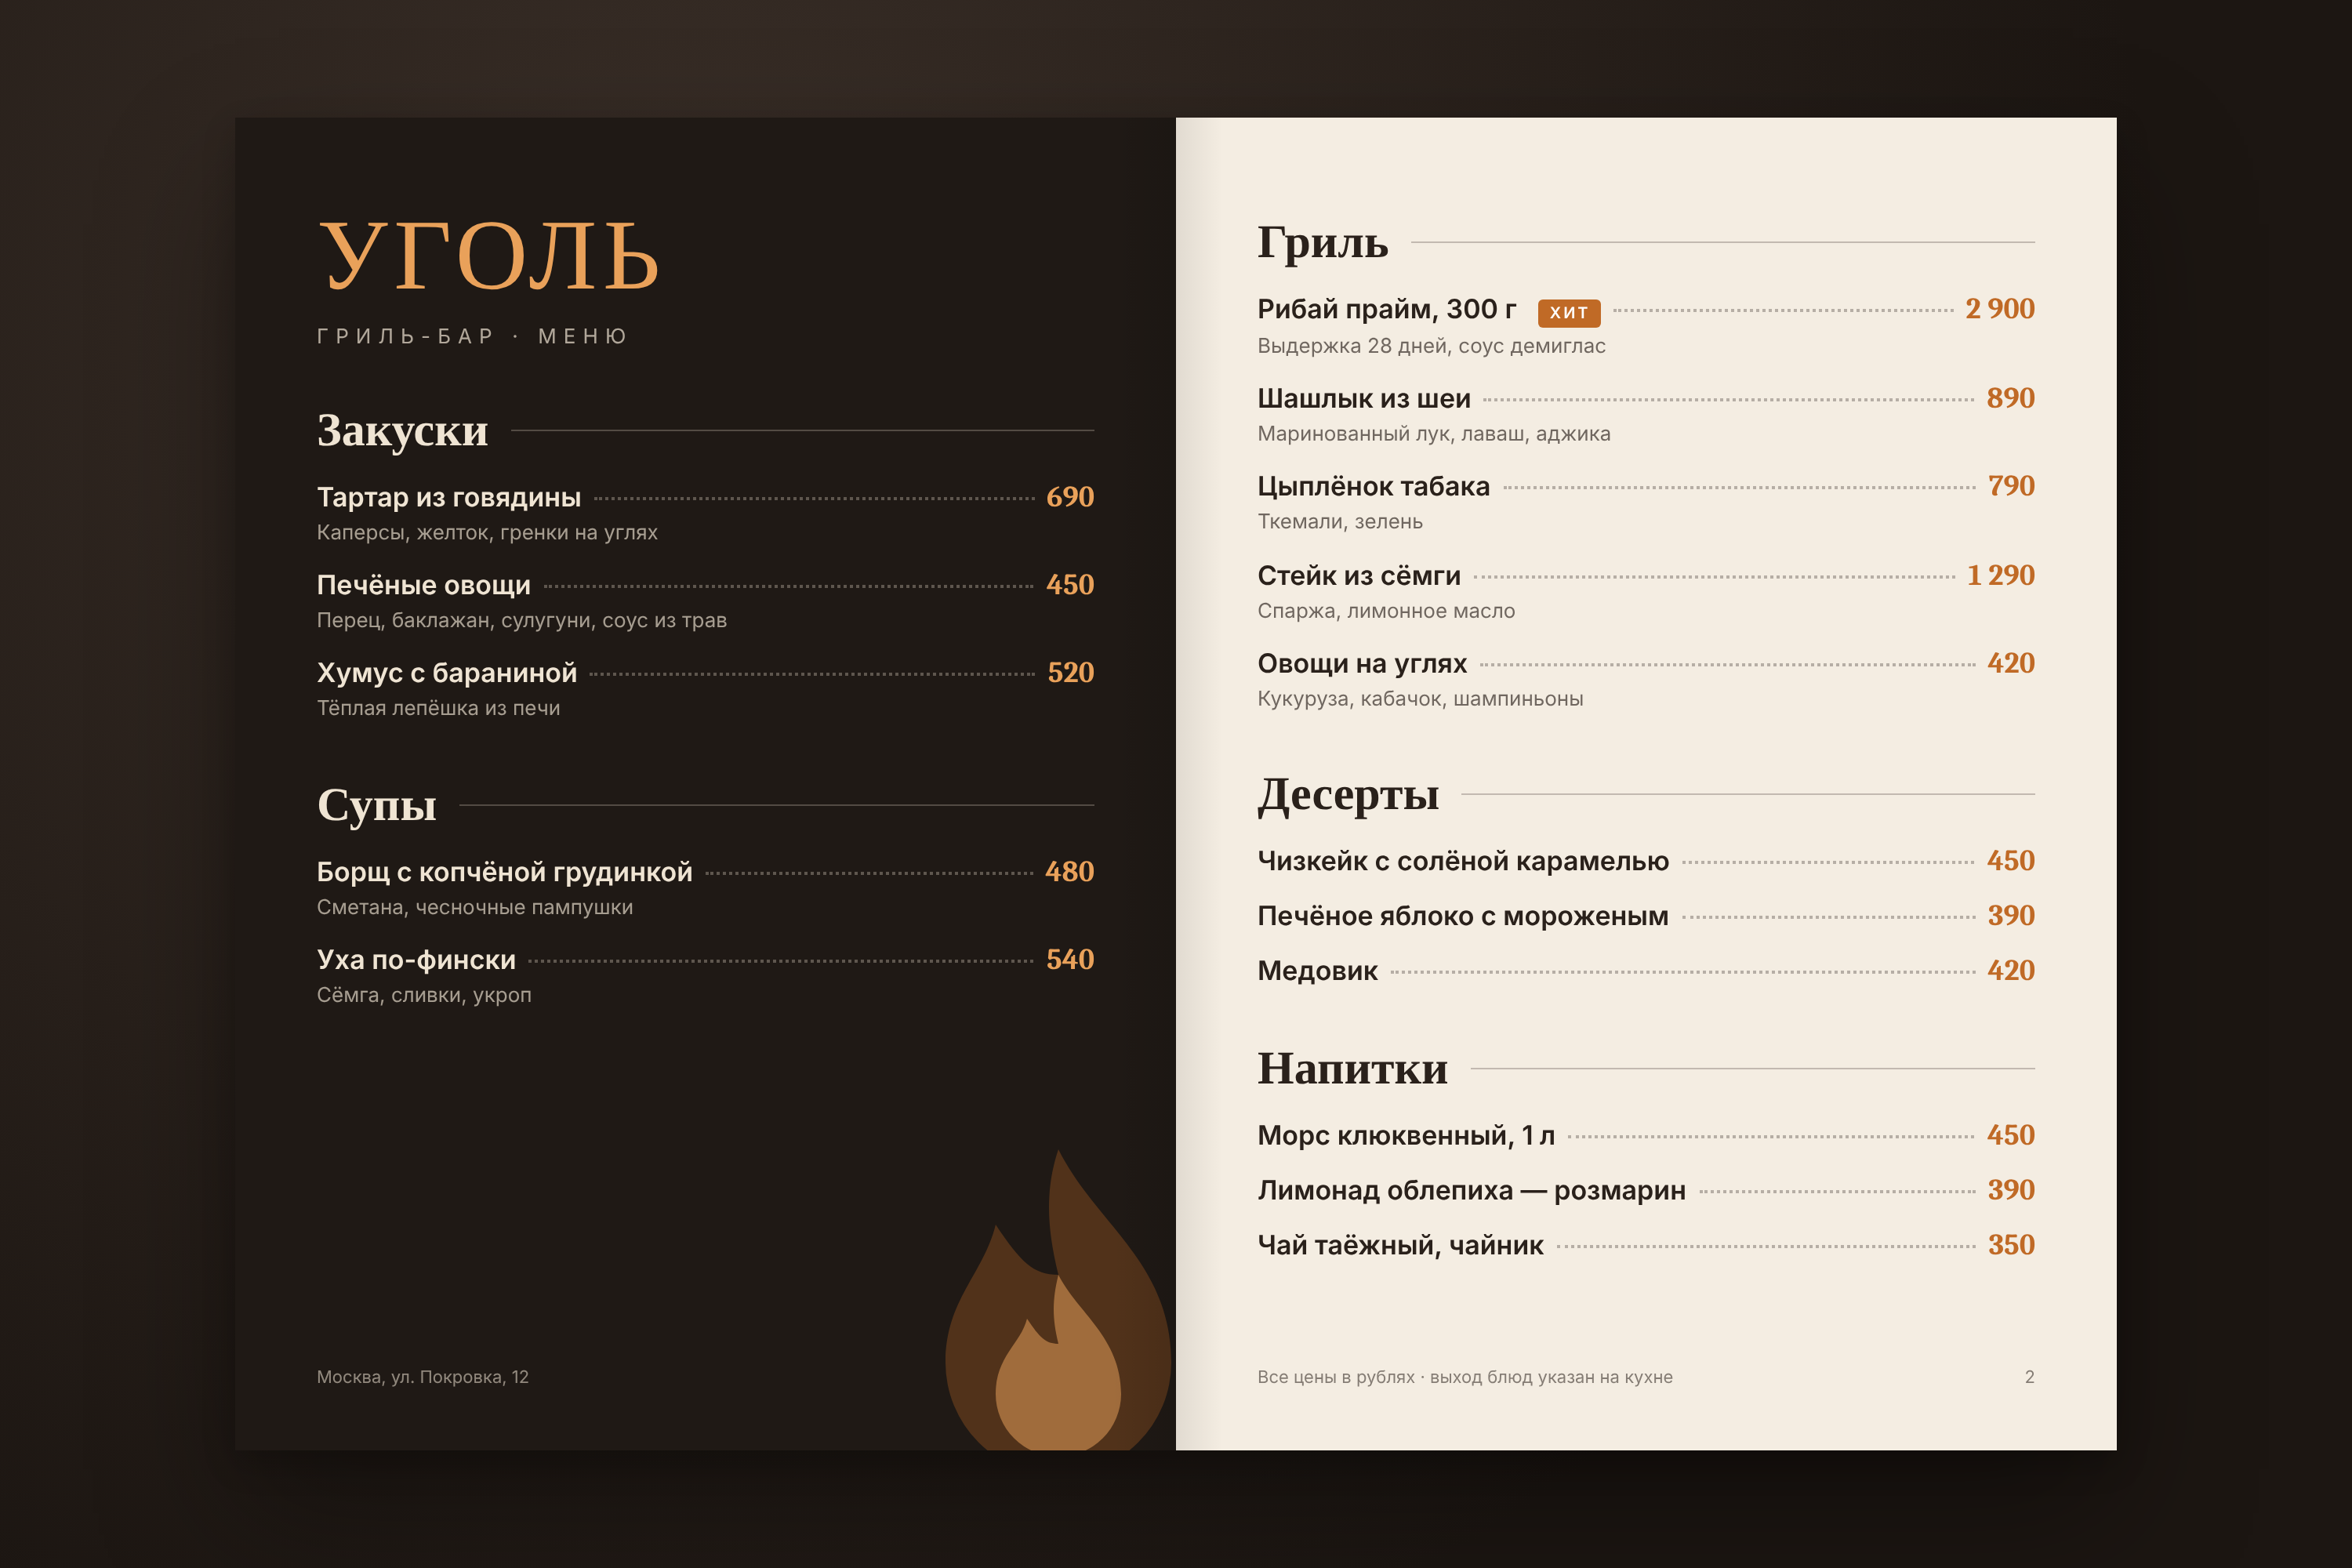 УГОЛЬ
ГРИЛЬ-БАР · МЕНЮ
Закуски
Тартар из говядины 690
Каперсы, желток, гренки на углях
Печёные овощи 450
Перец, баклажан, сулугуни, соус из трав
Хумус с бараниной 520
Тёплая лепёшка из печи
Супы
Борщ с копчёной грудинкой 480
Сметана, чесночные пампушки
Уха по-фински 540
Сёмга, сливки, укроп
Москва, ул. Покровка, 12
Гриль
Рибай прайм, 300 г ХИТ 2 900
Выдержка 28 дней, соус демиглас
Шашлык из шеи 890
Маринованный лук, лаваш, аджика
Цыплёнок табака 790
Ткемали, зелень
Стейк из сёмги 1 290
Спаржа, лимонное масло
Овощи на углях 420
Кукуруза, кабачок, шампиньоны
Десерты
Чизкейк с солёной карамелью 450
Печёное яблоко с мороженым 390
Медовик 420
Напитки
Морс клюквенный, 1 л 450
Лимонад облепиха — розмарин 390
Чай таёжный, чайник 350
Все цены в рублях · выход блюд указан на кухне 2